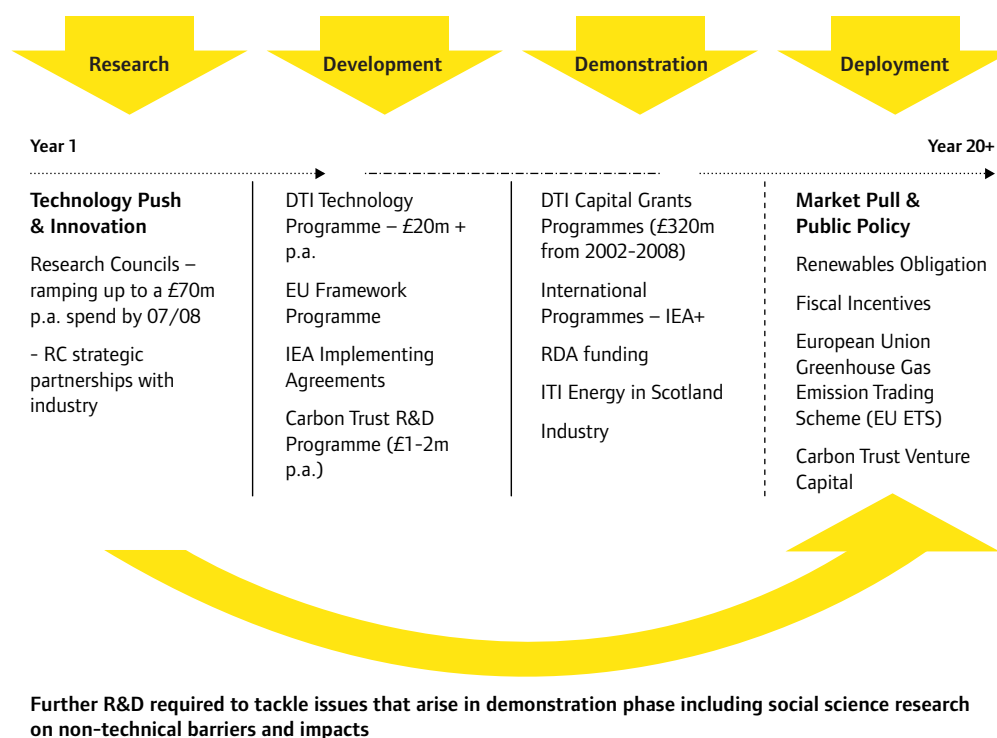 Research
Development
Demonstration
Deployment
Year 1
Year 20+
Technology Push
& Innovation
Research Councils –
ramping up to a £70m
p.a. spend by 07/08
- RC strategic
partnerships with
industry
DTI Technology
Programme – £20m +
p.a.
EU Framework
Programme
IEA Implementing
Agreements
Carbon Trust R&D
Programme (£1-2m
p.a.)
DTI Capital Grants
Programmes (£320m
from 2002-2008)
International
Programmes – IEA+
RDA funding
ITI Energy in Scotland
Industry
Market Pull &
Public Policy
Renewables Obligation
Fiscal Incentives
European Union
Greenhouse Gas
Emission Trading
Scheme (EU ETS)
Carbon Trust Venture
Capital
Further R&D required to tackle issues that arise in demonstration phase including social science research
on non-technical barriers and impacts